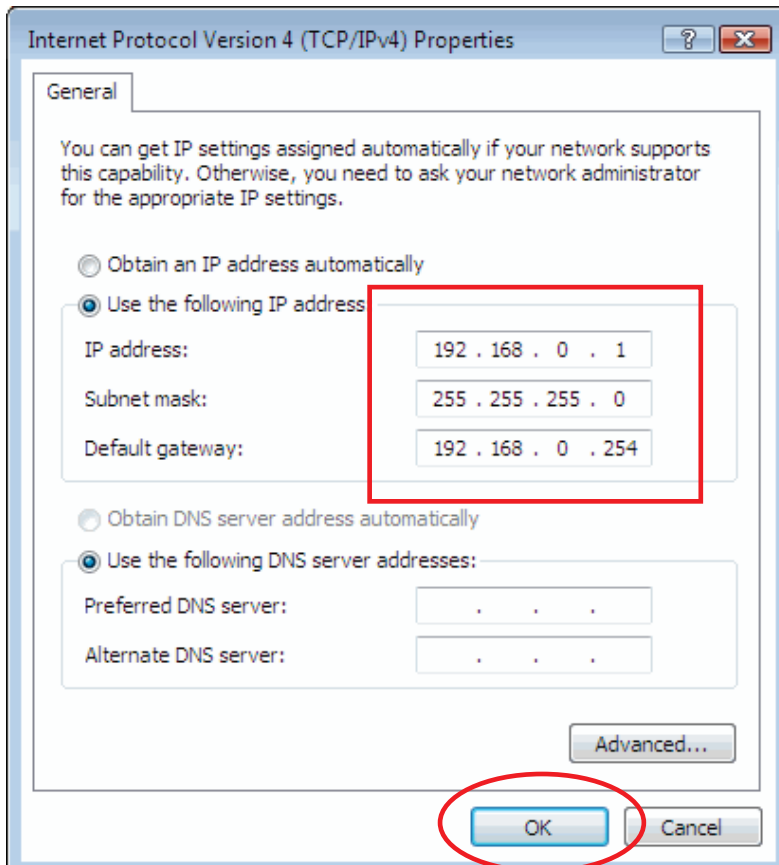 Internet Protocol Version 4 (TCP/IPv4) Properties
?
General
You can get IP settings assigned automatically if your network supports
this capability. Otherwise, you need to ask your network administrator
for the appropriate IP settings.
Obtain an IP address automatically
Use the following IP address
IP address: 192 . 168 . 0 . 1
Subnet mask: 255 . 255 . 255 . 0
Default gateway: 192 . 168 . 0 . 254
Obtain DNS server address automatically
Use the following DNS server addresses:
Preferred DNS server: . . .
Alternate DNS server: . . .
Advanced...
OK Cancel